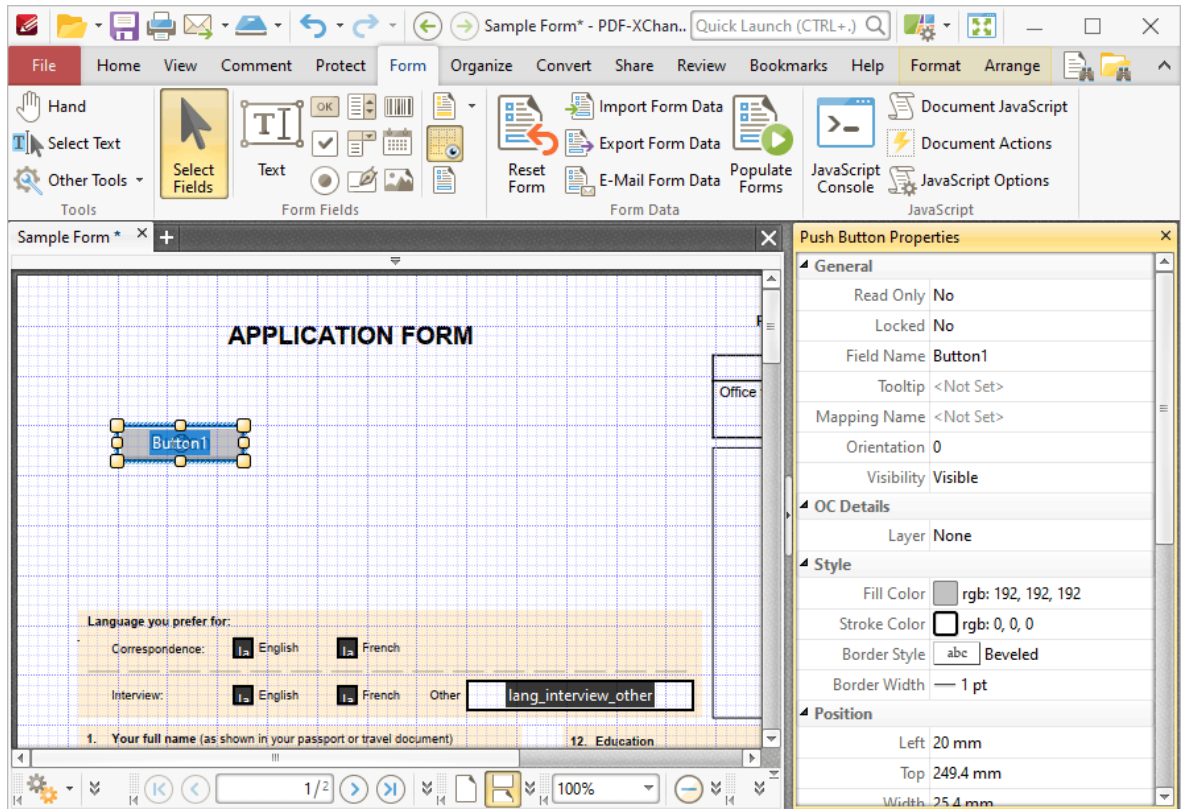 Sample Form* - PDF-XChan.. Quick Launch (CTRL+.)
File Home View Comment Protect Form Organize Convert Share Review Bookmarks Help Format Arrange
Hand
Select Text
Other Tools
Tools
Select Fields
Text
OK
Form Fields
Reset Form
Import Form Data
Export Form Data
E-Mail Form Data
Populate Forms
Form Data
JavaScript Console
Document JavaScript
Document Actions
JavaScript Options
JavaScript
Sample Form *
APPLICATION FORM
Office
Button1
Language you prefer for:
Correspondence: English French
Interview: English French Other lang_interview_other
1. Your full name (as shown in your passport or travel document) 12. Education
1/2 100%
Push Button Properties
General
Read Only No
Locked No
Field Name Button1
Tooltip <Not Set>
Mapping Name <Not Set>
Orientation 0
Visibility Visible
OC Details
Layer None
Style
Fill Color rgb: 192, 192, 192
Stroke Color rgb: 0, 0, 0
Border Style abc Beveled
Border Width 1 pt
Position
Left 20 mm
Top 249.4 mm
Width 25.4 mm